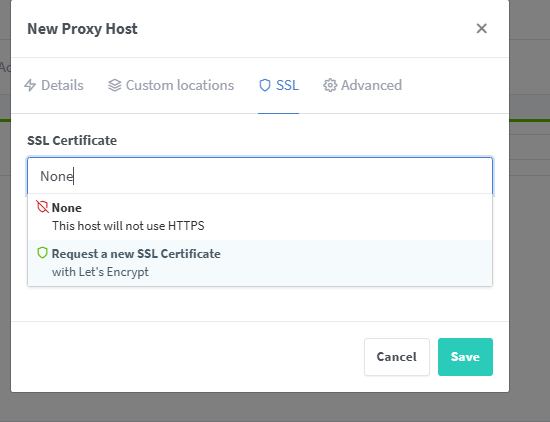 New Proxy Host
Details Custom locations SSL Advanced
SSL Certificate
None
None
This host will not use HTTPS
Request a new SSL Certificate
with Let's Encrypt
Cancel Save